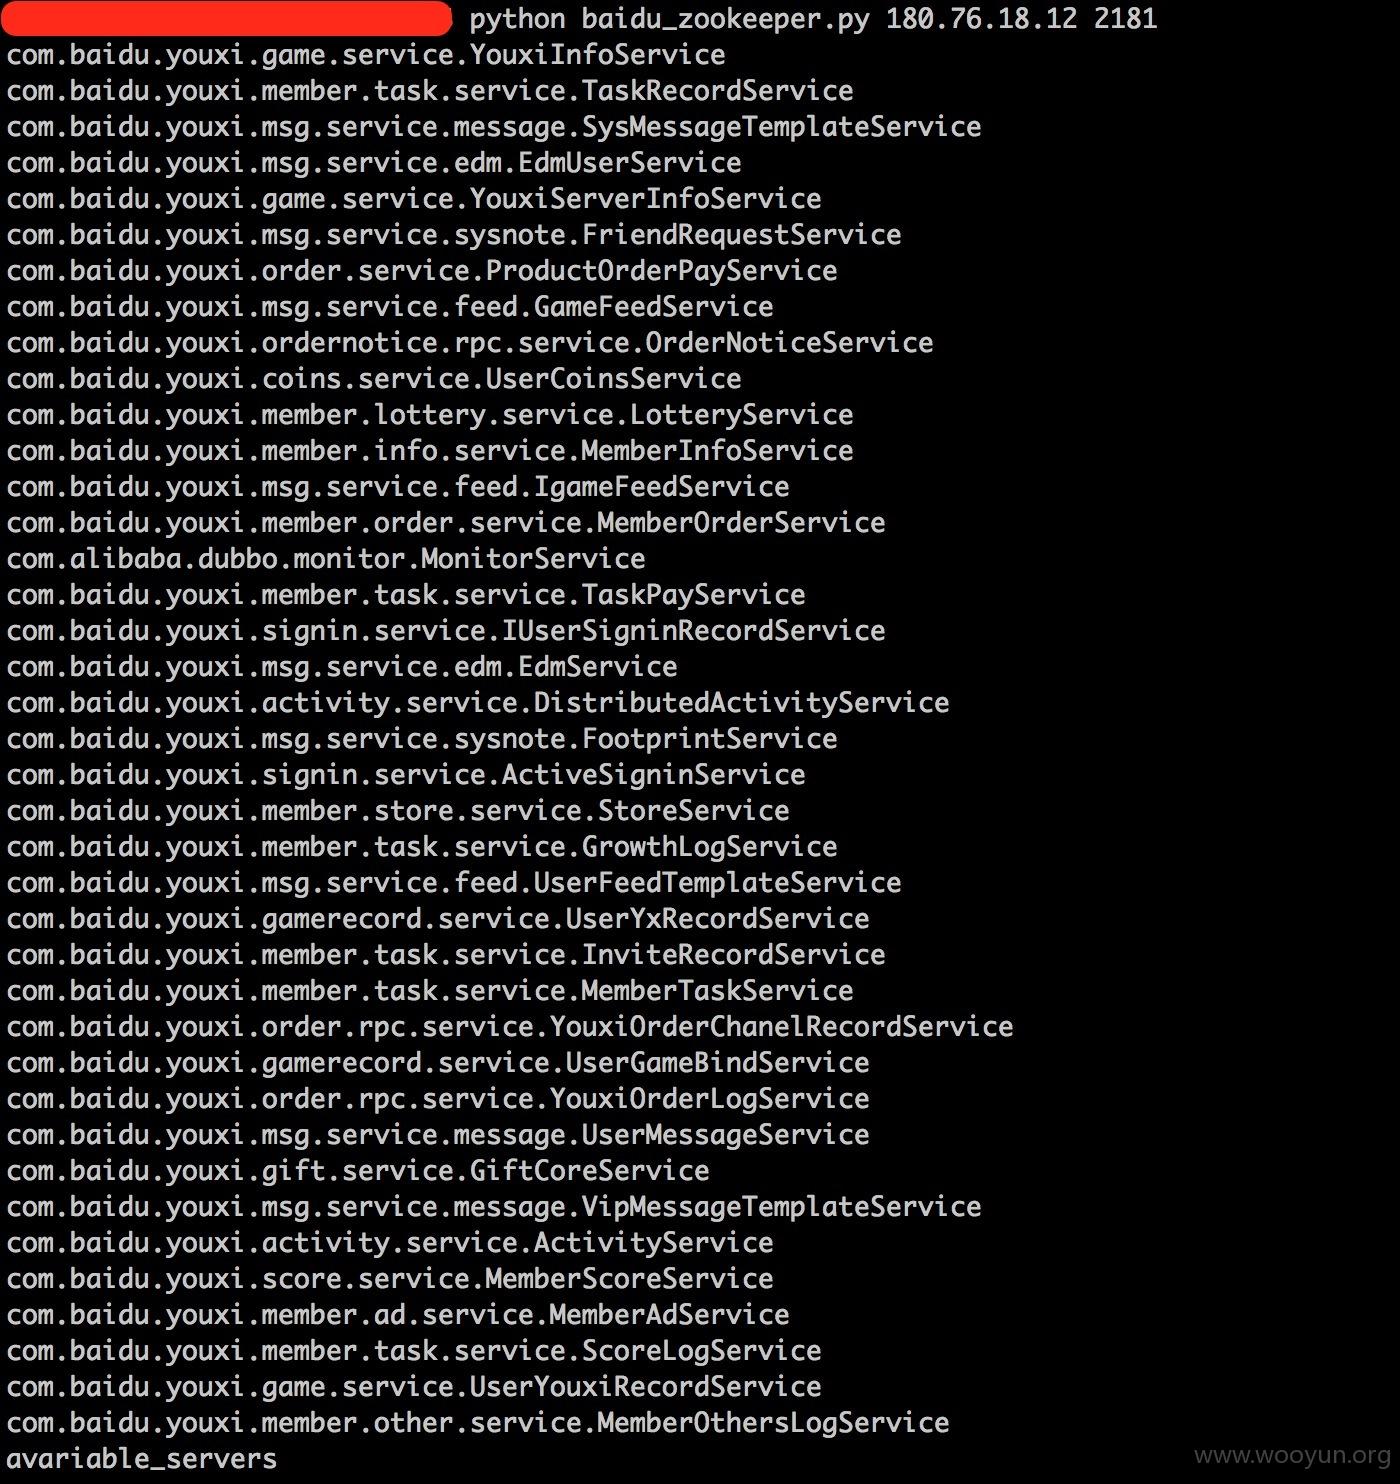 python baidu_zookeeper.py 180.76.18.12 2181
com.baidu.youxi.game.service.YouxiInfoService
com.baidu.youxi.member.task.service.TaskRecordService
com.baidu.youxi.msg.service.message.SysMessageTemplateService
com.baidu.youxi.msg.service.edm.EdmUserService
com.baidu.youxi.game.service.YouxiServerInfoService
com.baidu.youxi.msg.service.sysnote.FriendRequestService
com.baidu.youxi.order.service.ProductOrderPayService
com.baidu.youxi.msg.service.feed.GameFeedService
com.baidu.youxi.ordernotice.rpc.service.OrderNoticeService
com.baidu.youxi.coins.service.UserCoinsService
com.baidu.youxi.member.lottery.service.LotteryService
com.baidu.youxi.member.info.service.MemberInfoService
com.baidu.youxi.msg.service.feed.IgameFeedService
com.baidu.youxi.member.order.service.MemberOrderService
com.alibaba.dubbo.monitor.MonitorService
com.baidu.youxi.member.task.service.TaskPayService
com.baidu.youxi.signin.service.IUserSigninRecordService
com.baidu.youxi.msg.service.edm.EdmService
com.baidu.youxi.activity.service.DistributedActivityService
com.baidu.youxi.msg.service.sysnote.FootprintService
com.baidu.youxi.signin.service.ActiveSigninService
com.baidu.youxi.member.store.service.StoreService
com.baidu.youxi.member.task.service.GrowthLogService
com.baidu.youxi.msg.service.feed.UserFeedTemplateService
com.baidu.youxi.gamerecord.service.UserYxRecordService
com.baidu.youxi.member.task.service.InviteRecordService
com.baidu.youxi.member.task.service.MemberTaskService
com.baidu.youxi.order.rpc.service.YouxiOrderChanelRecordService
com.baidu.youxi.gamerecord.service.UserGameBindService
com.baidu.youxi.order.rpc.service.YouxiOrderLogService
com.baidu.youxi.msg.service.message.UserMessageService
com.baidu.youxi.gift.service.GiftCoreService
com.baidu.youxi.msg.service.message.VipMessageTemplateService
com.baidu.youxi.activity.service.ActivityService
com.baidu.youxi.score.service.MemberScoreService
com.baidu.youxi.member.ad.service.MemberAdService
com.baidu.youxi.member.task.service.ScoreLogService
com.baidu.youxi.game.service.UserYouxiRecordService
com.baidu.youxi.member.other.service.MemberOthersLogService
avariable_servers
www.wooyun.org